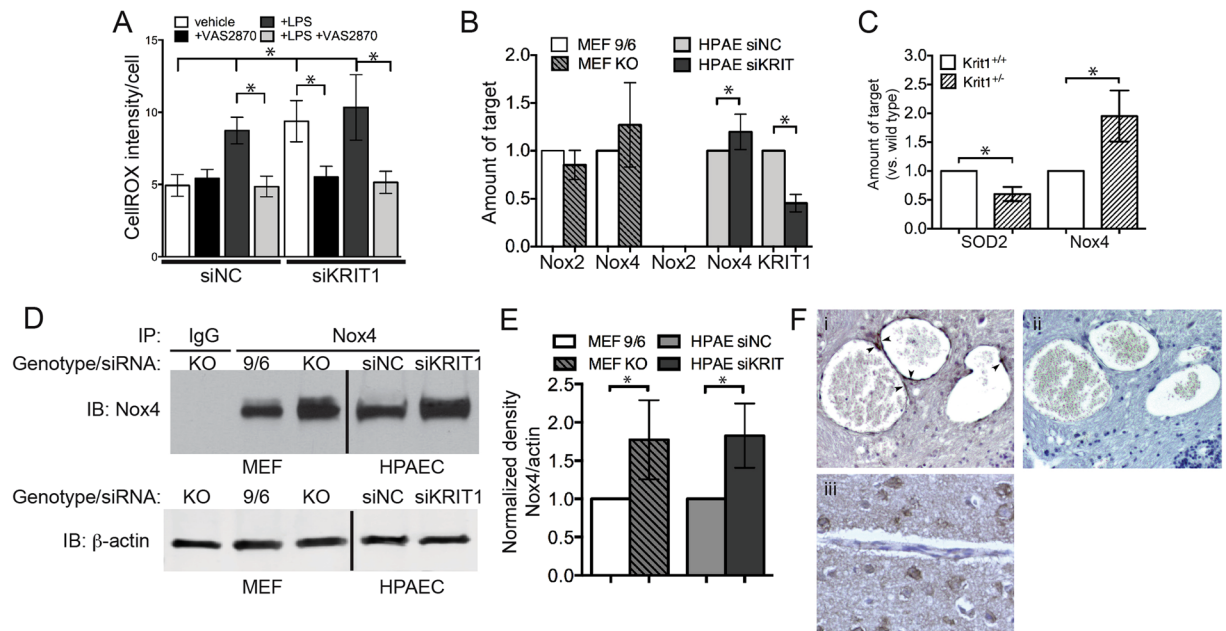 A
vehicle +LPS
+VAS2870 +LPS +VAS2870
CellROX intensity/cell
15
10
5
0
* * * *
siNC siKRIT1
B
MEF 9/6 HPAE siNC
MEF KO HPAE siKRIT
Amount of target
2.0
1.5
1.0
0.5
0.0
* *
Nox2 Nox4 Nox2 Nox4 KRIT1
C
Krit1+/+
Krit1+/-
Amount of target
(vs. wild type)
3.0
2.5
2.0
1.5
1.0
0.5
0.0
* *
SOD2 Nox4
D
IP: IgG Nox4
Genotype/siRNA: KO 9/6 KO siNC siKRIT1
IB: Nox4
MEF HPAEC
Genotype/siRNA: KO 9/6 KO siNC siKRIT1
IB: β-actin
MEF HPAEC
E
MEF 9/6 HPAE siNC
MEF KO HPAE siKRIT
Normalized density
Nox4/actin
2.5
2.0
1.5
1.0
0.5
0.0
* *
F
i
ii
iii